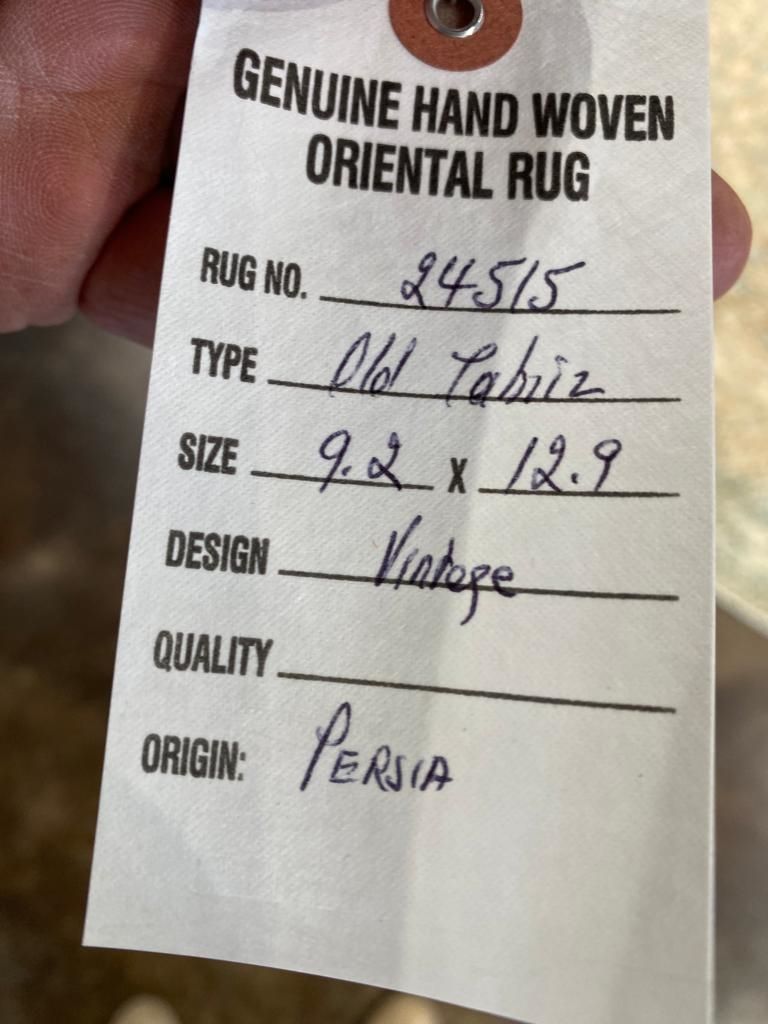 GENUINE HAND WOVEN
ORIENTAL RUG
RUG NO. 24515
TYPE Old Tabriz
SIZE 9.2 X 12.9
DESIGN Vintage
QUALITY
ORIGIN: PERSIA